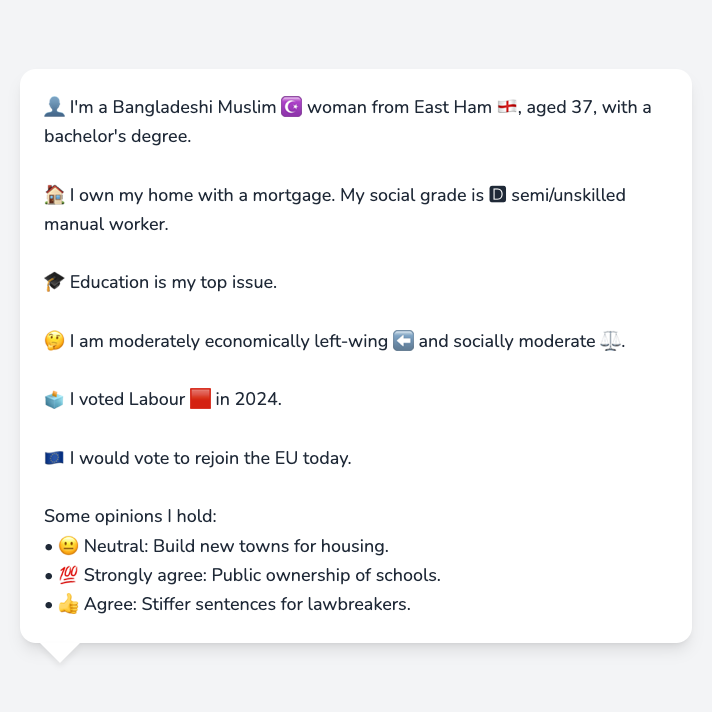 👤 I'm a Bangladeshi Muslim ☪️ woman from East Ham 🏴󠁧󠁢󠁥󠁮󠁧󠁿, aged 37, with a
bachelor's degree.
🏠 I own my home with a mortgage. My social grade is 🅳 semi/unskilled
manual worker.
🎓 Education is my top issue.
🤔 I am moderately economically left-wing ⬅️ and socially moderate ⚖️.
🗳️ I voted Labour 🟥 in 2024.
🇪🇺 I would vote to rejoin the EU today.
Some opinions I hold:
• 😐 Neutral: Build new towns for housing.
• 💯 Strongly agree: Public ownership of schools.
• 👍 Agree: Stiffer sentences for lawbreakers.